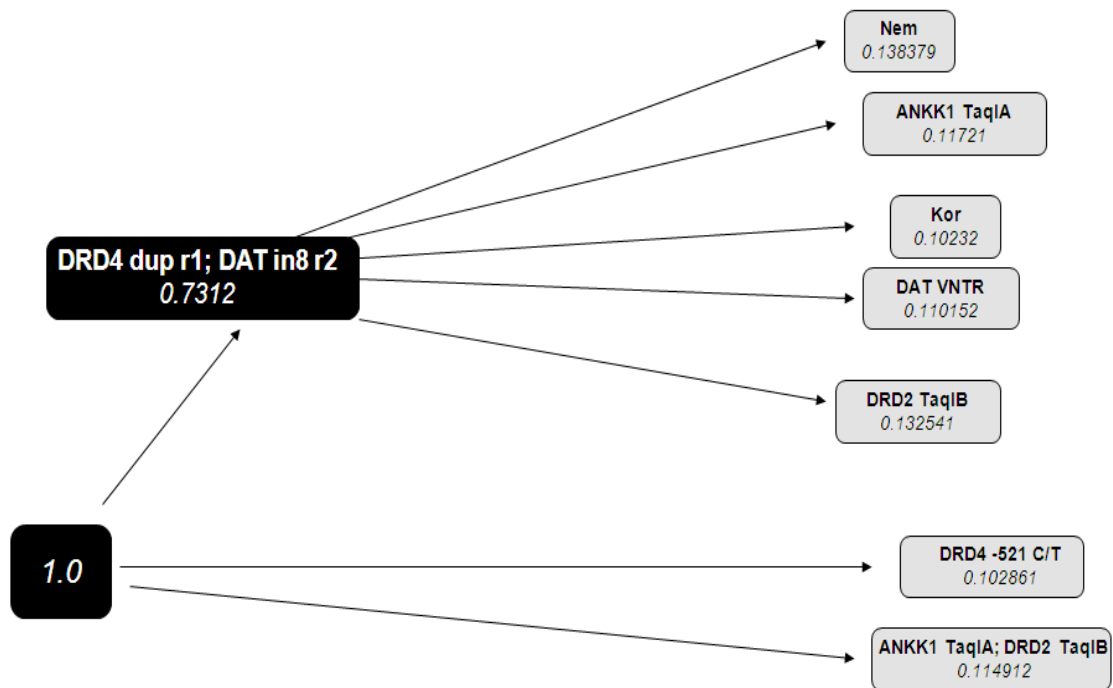 Nem
0.138379
ANKK1 TaqIA
0.11721
Kor
0.10232
DRD4 dup r1; DAT in8 r2
0.7312
DAT VNTR
0.110152
DRD2 TaqIB
0.132541
1.0
DRD4 -521 C/T
0.102861
ANKK1 TaqIA; DRD2 TaqIB
0.114912